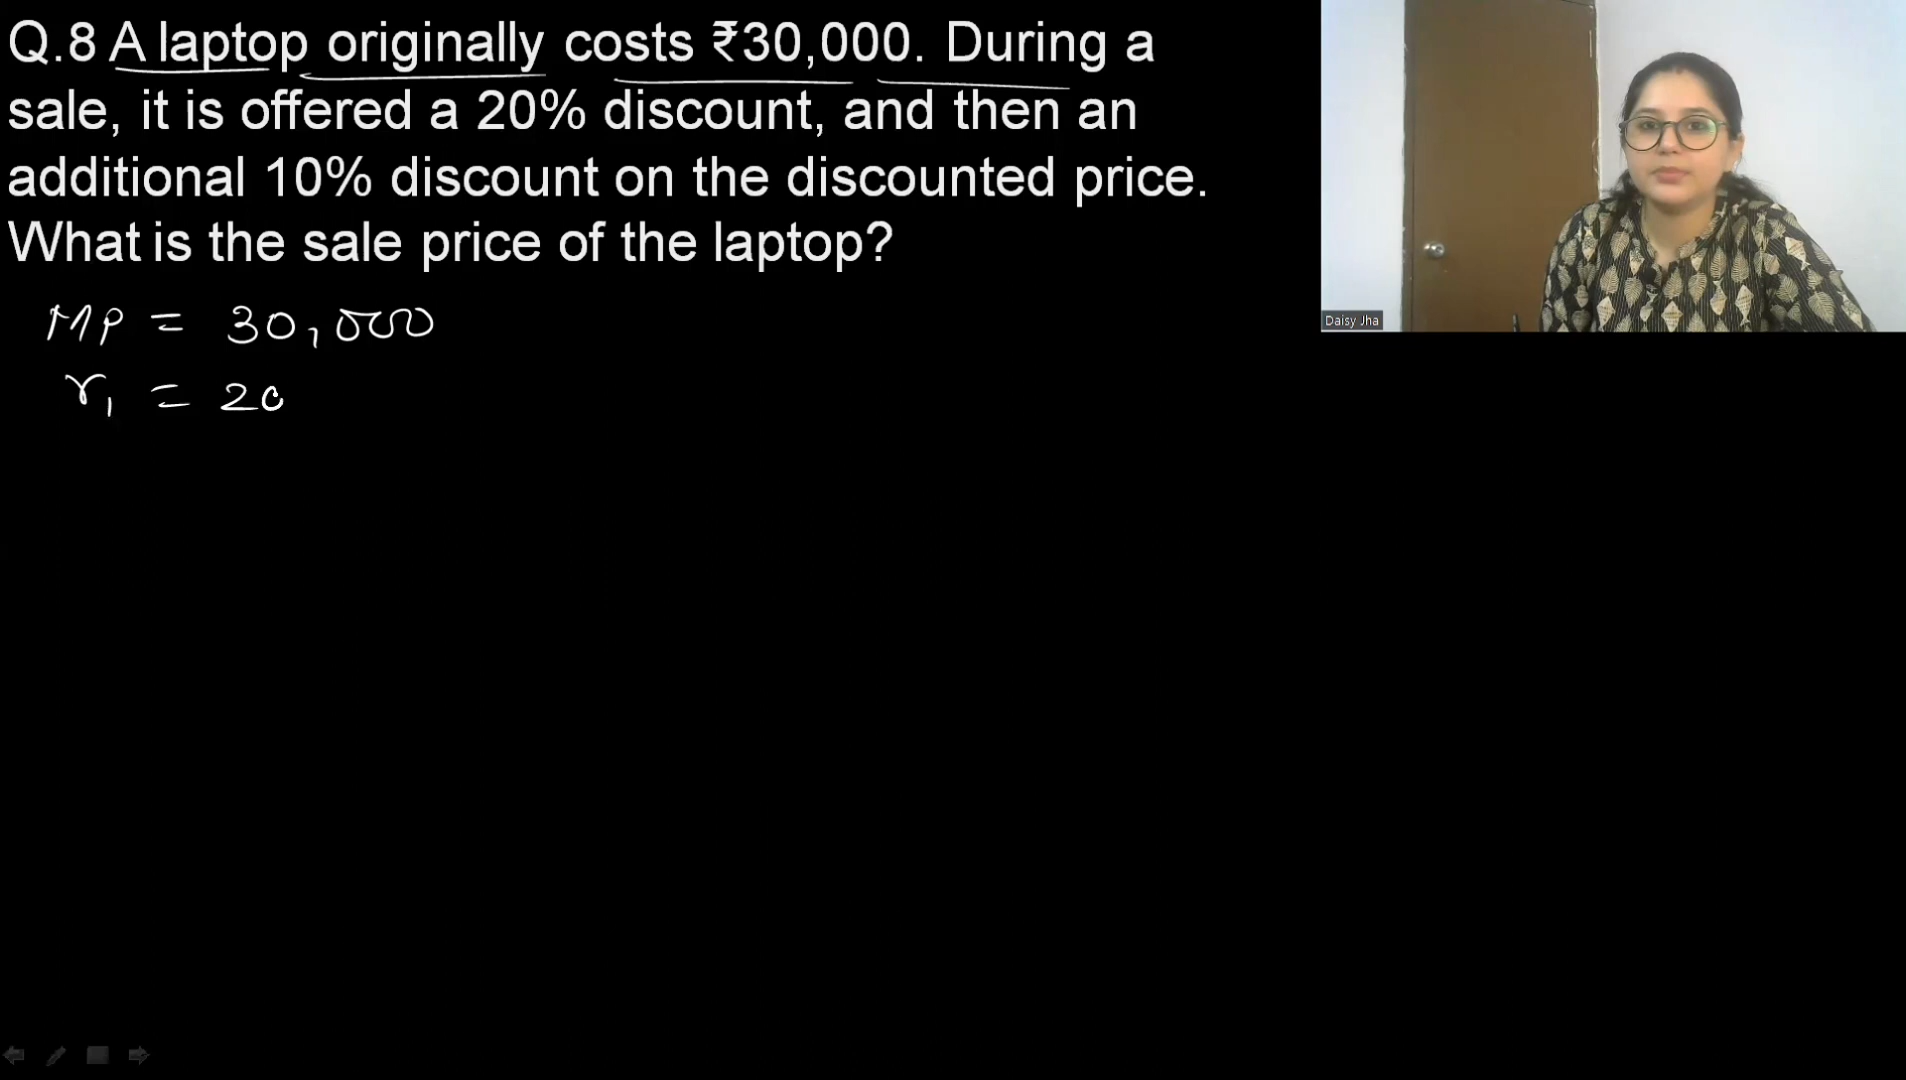 Q.8 A laptop originally costs ₹30,000. During a
sale, it is offered a 20% discount, and then an
additional 10% discount on the discounted price.
What is the sale price of the laptop?
MP = 30,000
r₁ = 20
Daisy Jha